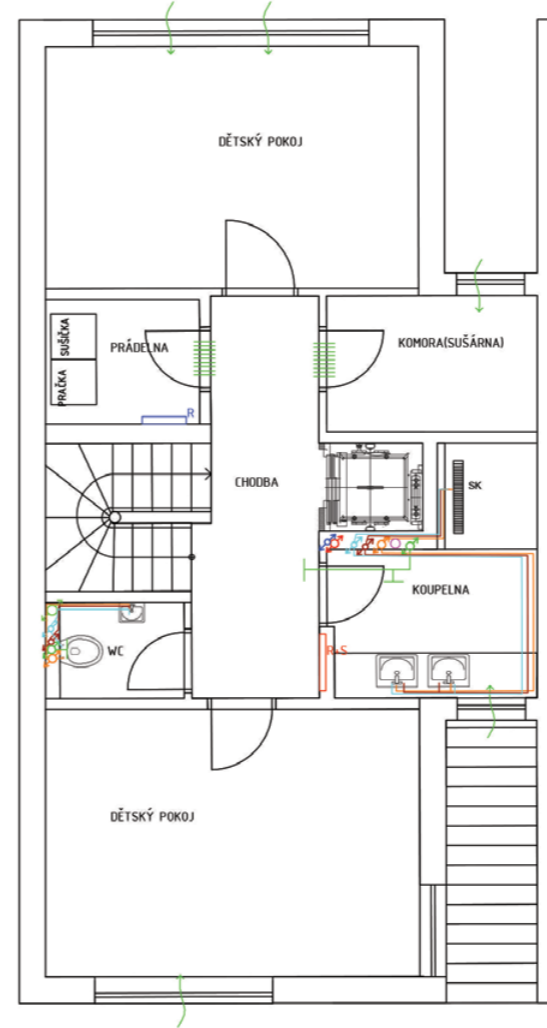 DĚTSKÝ POKOJ
SUŠIČKA
PRAČKA
PRÁDELNA
R
KOMORA(SUŠÁRNA)
CHODBA
SK
KOUPELNA
WC
R+S
DĚTSKÝ POKOJ